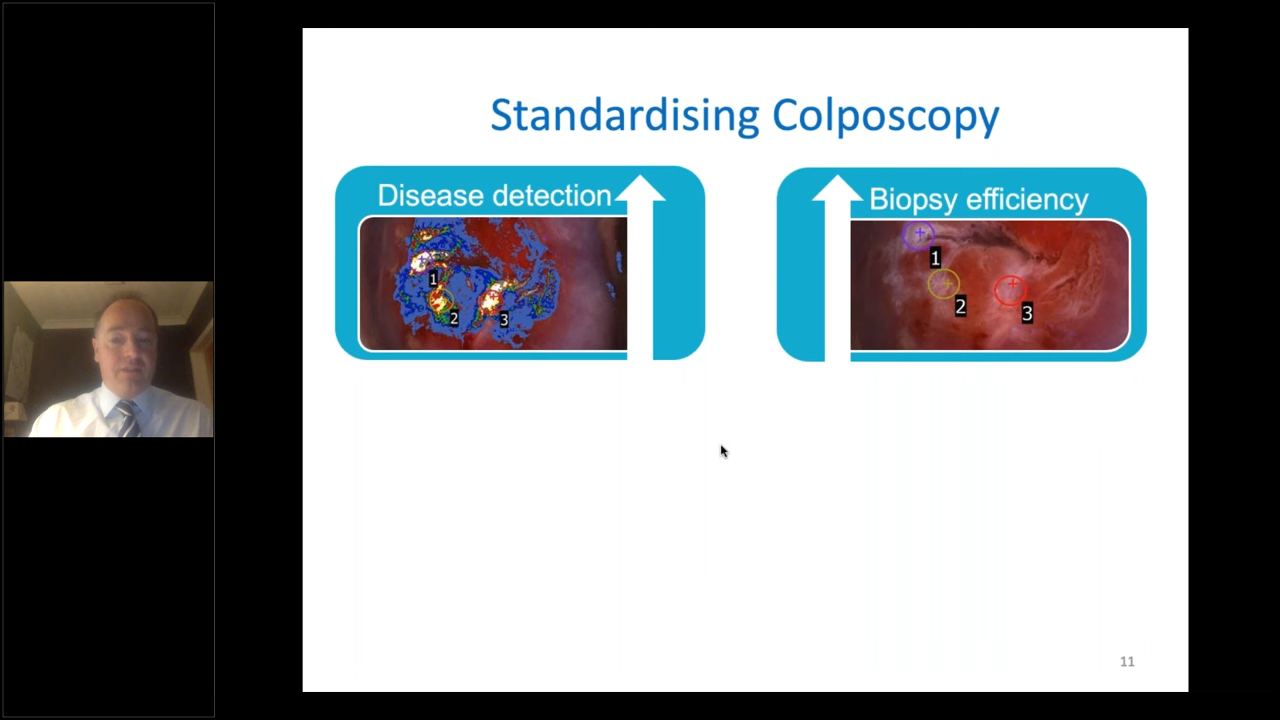 Standardising Colposcopy
Disease detection
1
2
3
Biopsy efficiency
1
2
3
11